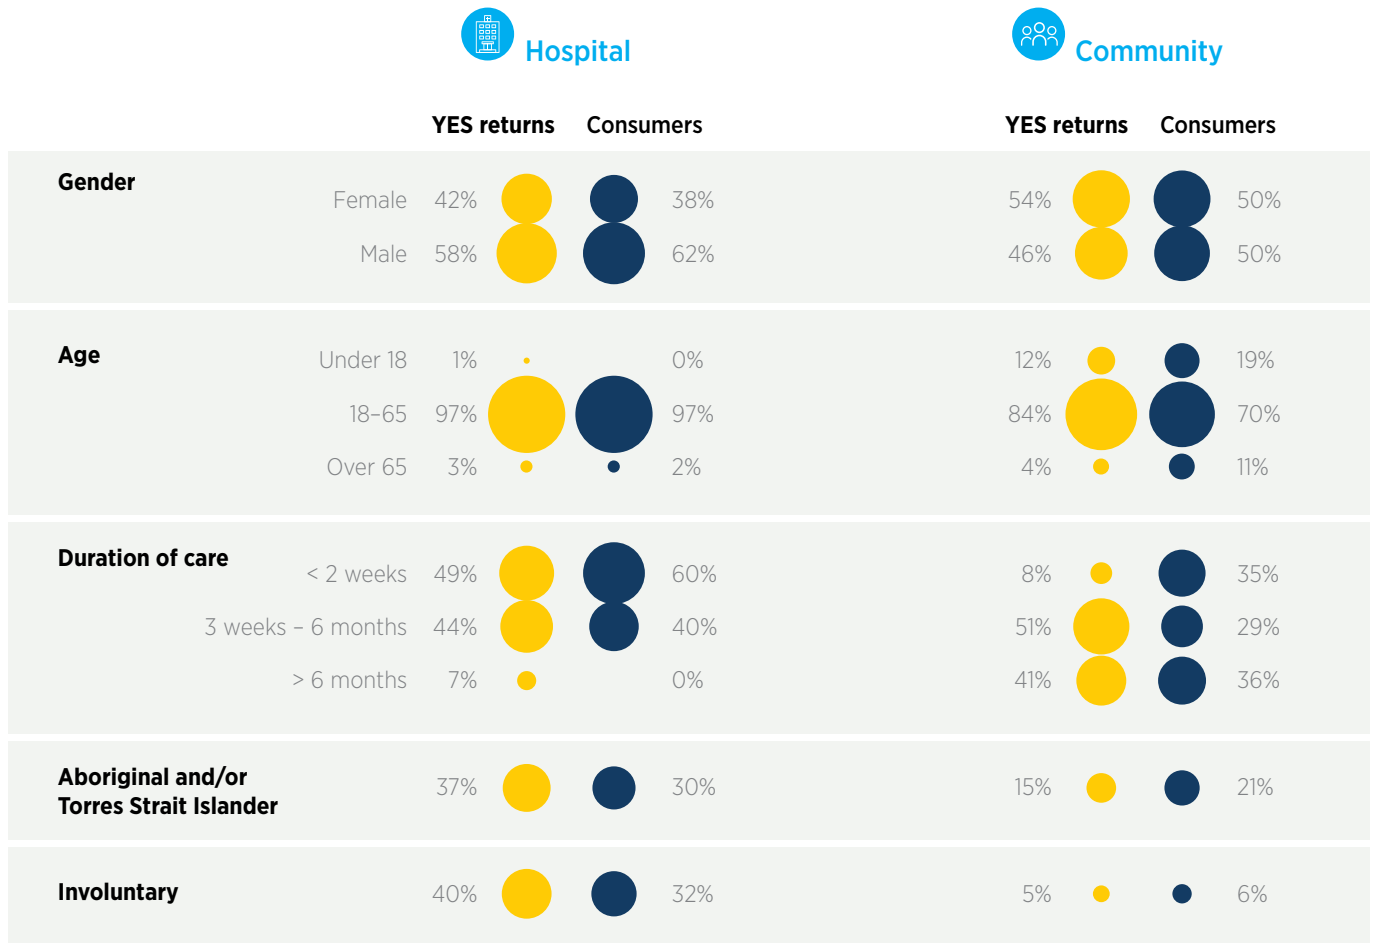 Hospital Community
YES returns Consumers YES returns Consumers
Gender
Female 42% 38% 54% 50%
Male 58% 62% 46% 50%
Age
Under 18 1% 0% 12% 19%
18–65 97% 97% 84% 70%
Over 65 3% 2% 4% 11%
Duration of care
< 2 weeks 49% 60% 8% 35%
3 weeks – 6 months 44% 40% 51% 29%
> 6 months 7% 0% 41% 36%
Aboriginal and/or
Torres Strait Islander
37% 30% 15% 21%
Involuntary 40% 32% 5% 6%